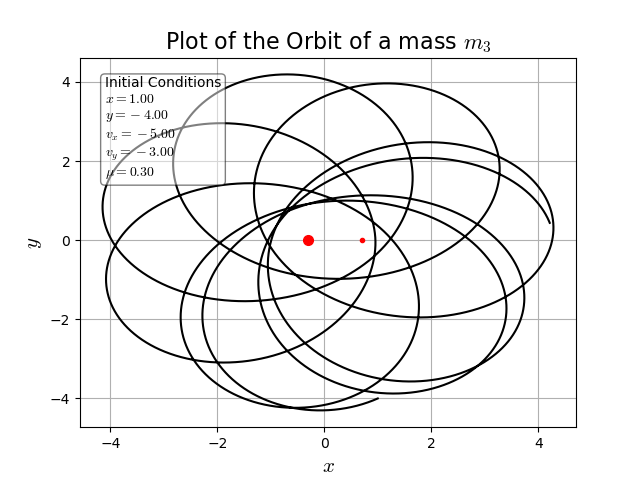 Plot of the Orbit of a mass m₃
Initial Conditions
x = 1.00
y = − 4.00
vₓ = − 5.00
v_y = − 3.00
μ = 0.30
4
2
0
−2
−4
y
−4 −2 0 2 4
x